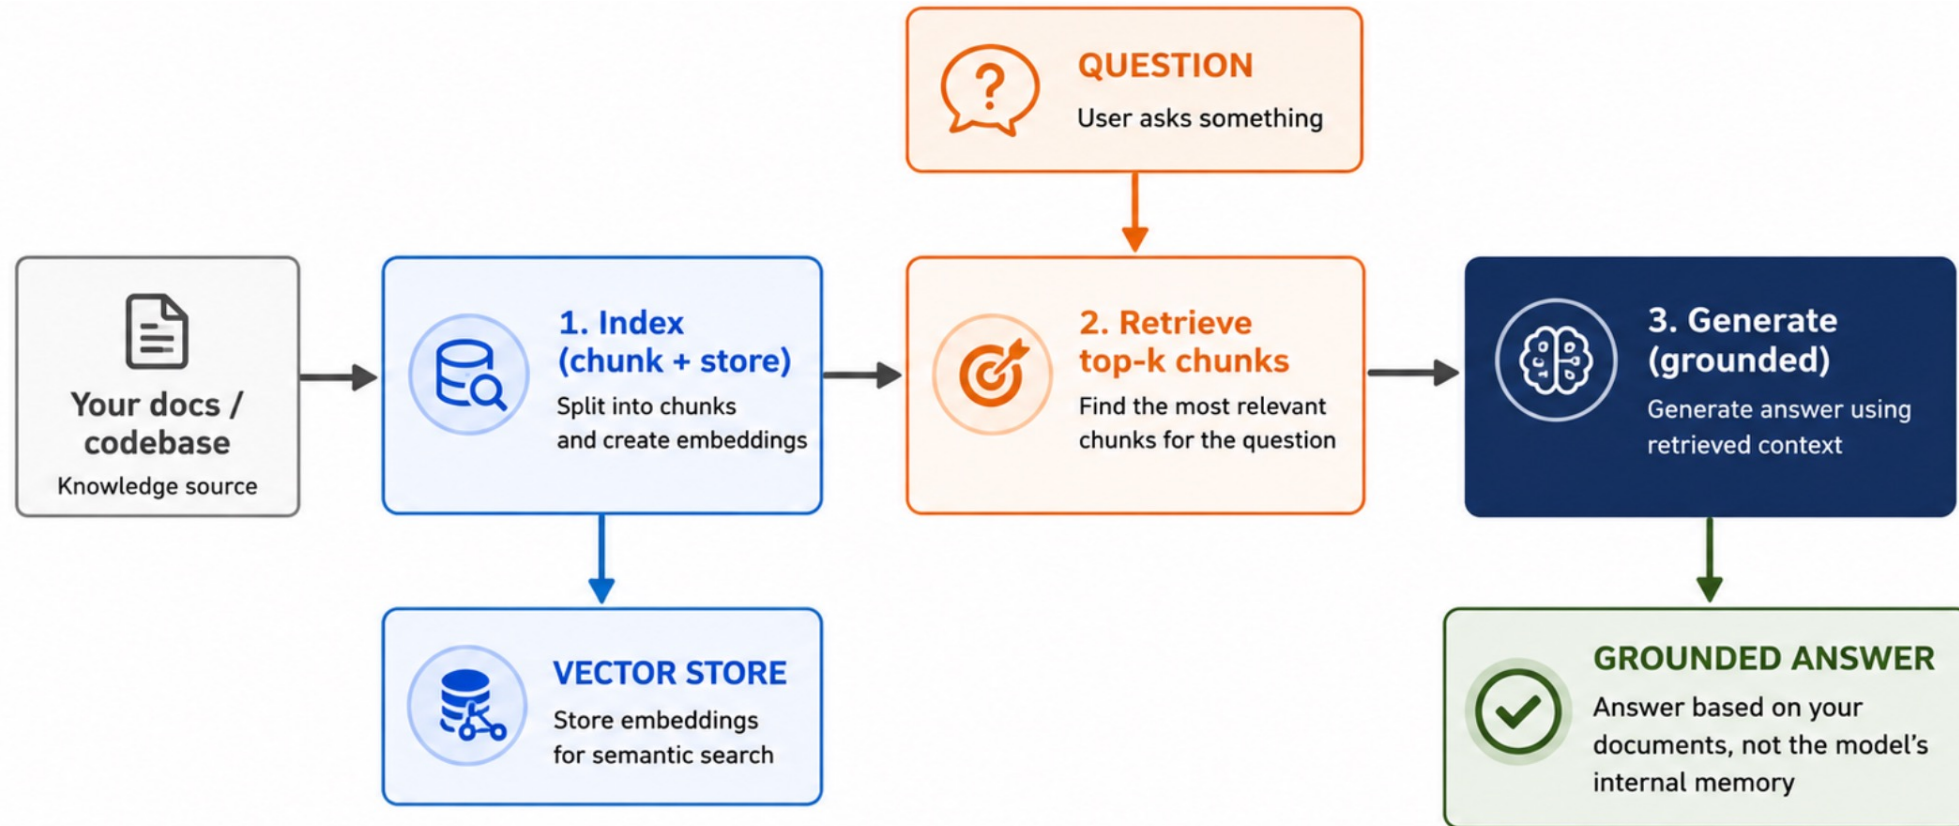 QUESTION
User asks something
Your docs /
codebase
Knowledge source
1. Index
(chunk + store)
Split into chunks
and create embeddings
2. Retrieve
top-k chunks
Find the most relevant
chunks for the question
3. Generate
(grounded)
Generate answer using
retrieved context
VECTOR STORE
Store embeddings
for semantic search
GROUNDED ANSWER
Answer based on your
documents, not the model's
internal memory